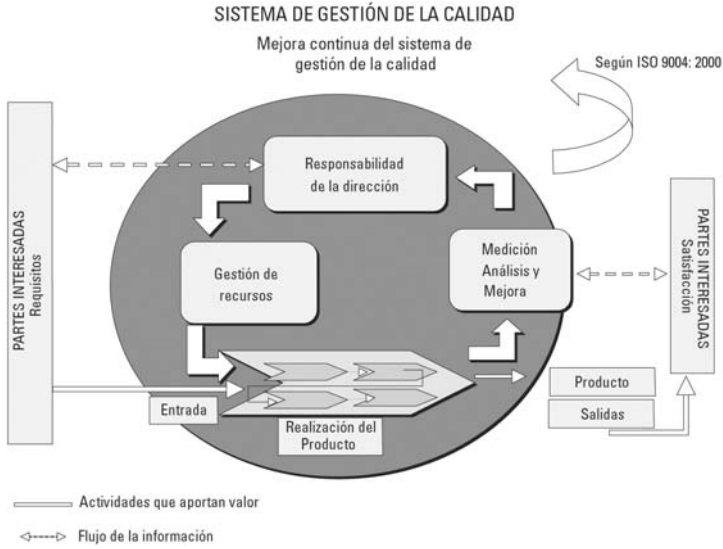 SISTEMA DE GESTIÓN DE LA CALIDAD
Mejora continua del sistema de
gestión de la calidad
Según ISO 9004: 2000
PARTES INTERESADAS
Requisitos
Responsabilidad
de la dirección
Gestión de
recursos
Medición
Análisis y
Mejora
PARTES INTERESADAS
Satisfacción
Entrada
Realización del
Producto
Producto
Salidas
Actividades que aportan valor
Flujo de la información